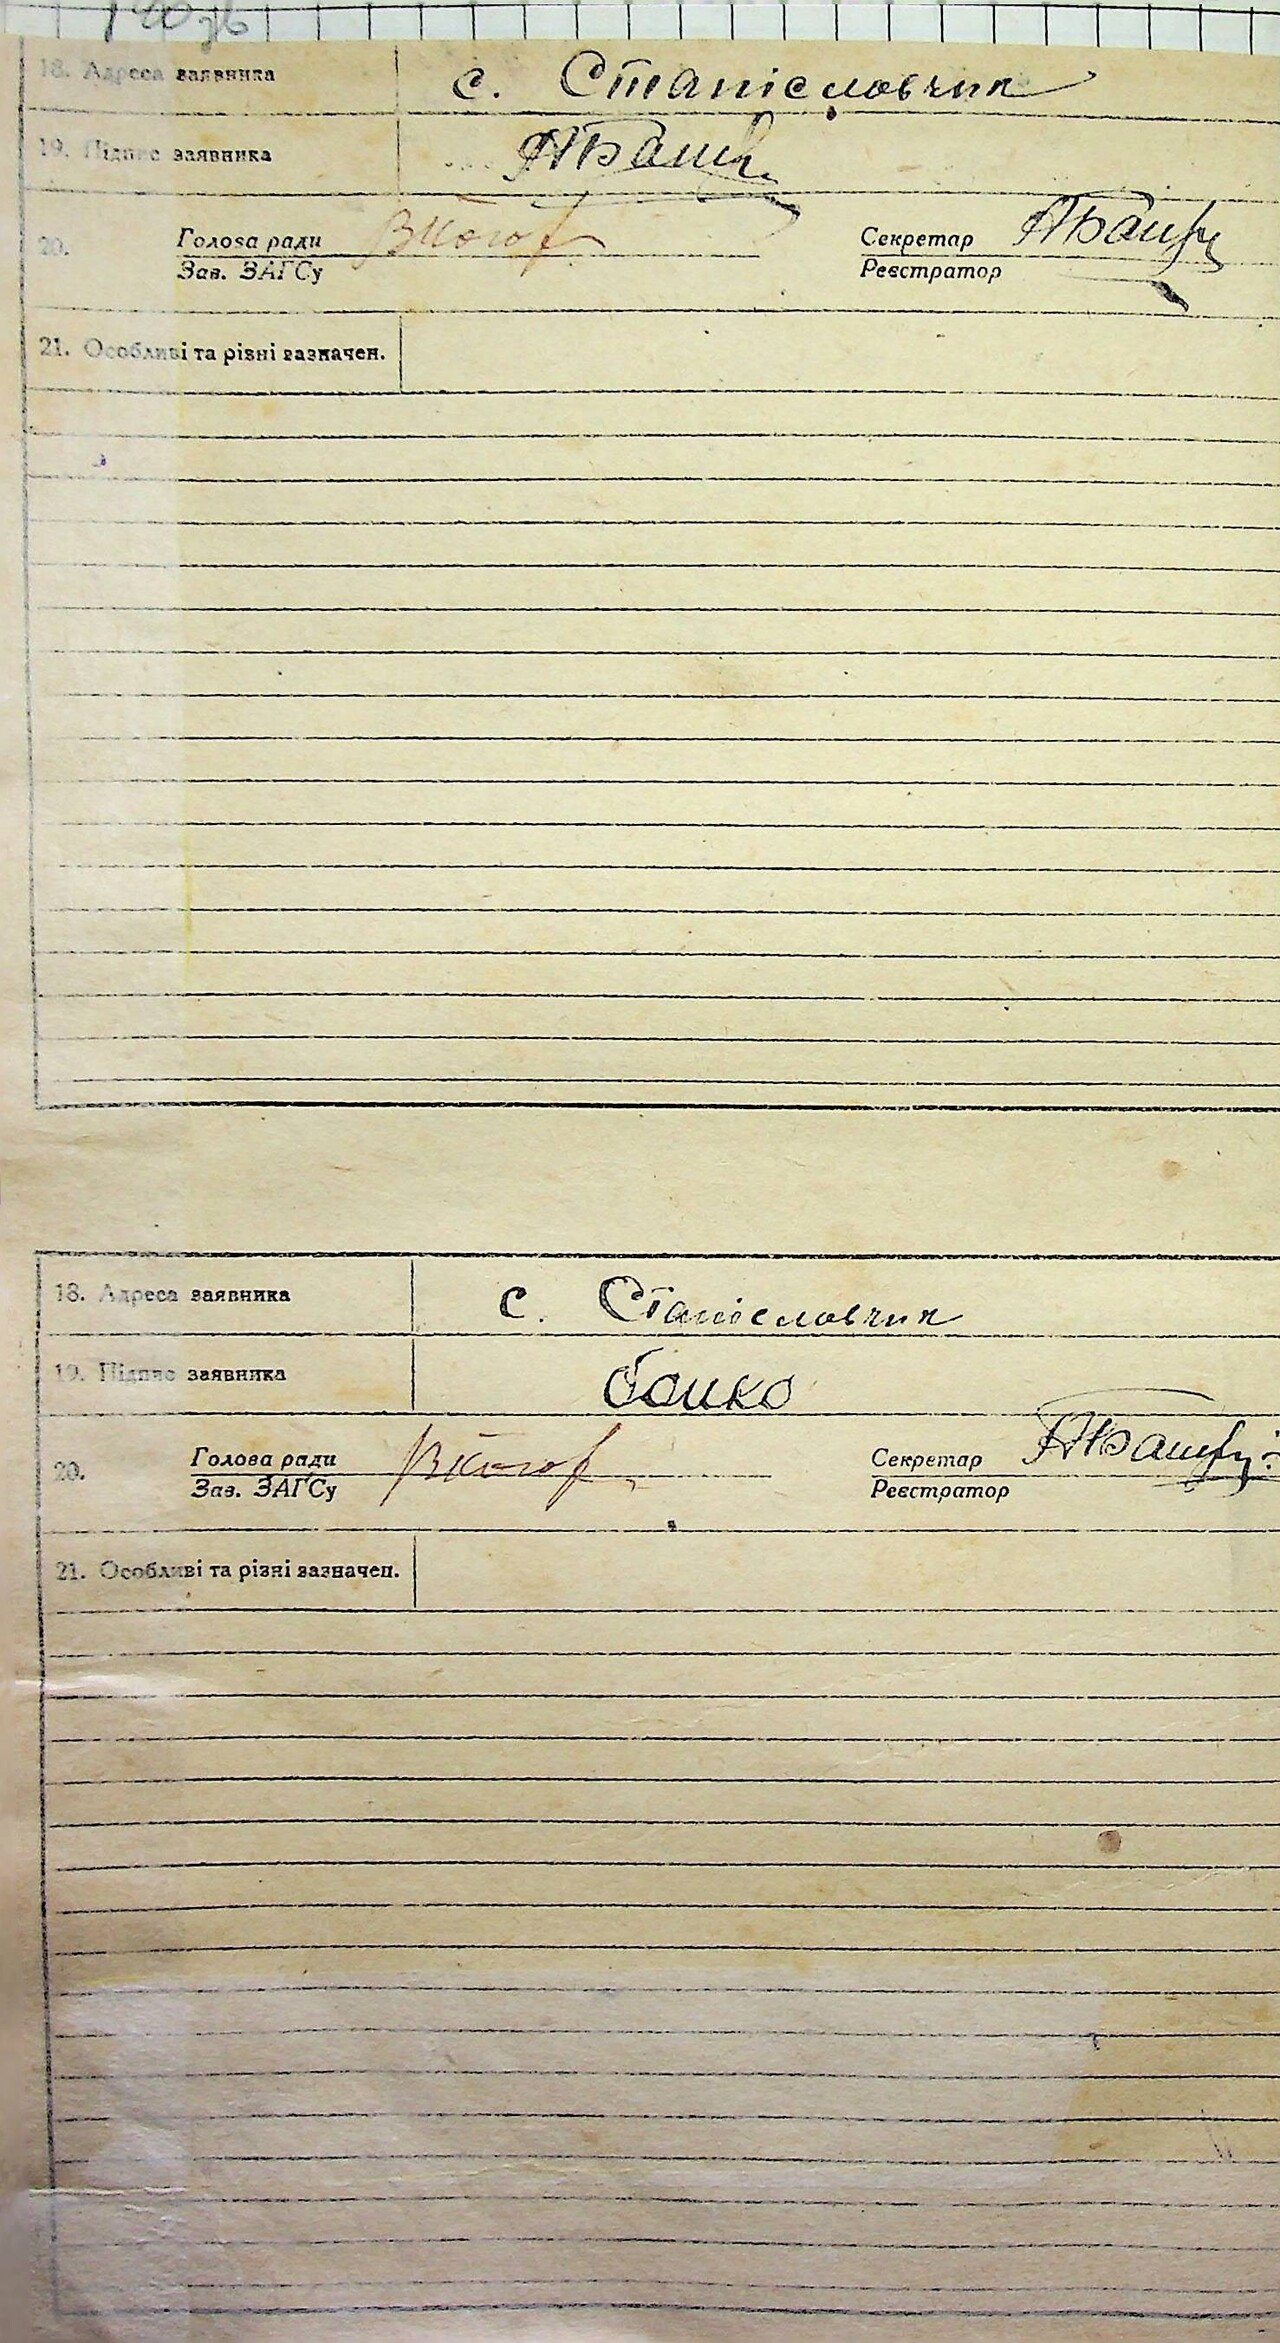 140зв
18. Адреса заявника с. Станіславчик
19. Підпис заявника
20. Голова ради Секретар
Зав. ЗАГСу Реєстратор
21. Особливі та різні зазначен.
18. Адреса заявника с. Станіславчик
19. Підпис заявника Бойко
20. Голова ради Секретар
Зав. ЗАГСу Реєстратор
21. Особливі та різні зазначен.